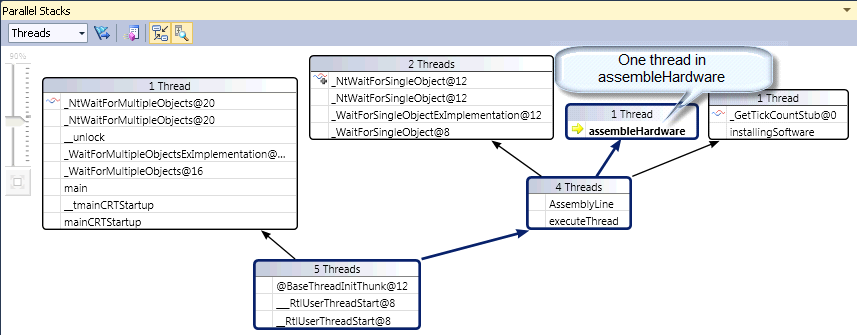 Parallel Stacks
Threads
90%
1 Thread
_NtWaitForMultipleObjects@20
_NtWaitForMultipleObjects@20
__unlock
_WaitForMultipleObjectsExImplementation@...
_WaitForMultipleObjects@16
main
__tmainCRTStartup
mainCRTStartup
2 Threads
_NtWaitForSingleObject@12
_NtWaitForSingleObject@12
_WaitForSingleObjectExImplementation@12
_WaitForSingleObject@8
One thread in
assembleHardware
1 Thread
assembleHardware
1 Thread
_GetTickCountStub@0
installingSoftware
4 Threads
AssemblyLine
executeThread
5 Threads
@BaseThreadInitThunk@12
___RtlUserThreadStart@8
__RtlUserThreadStart@8